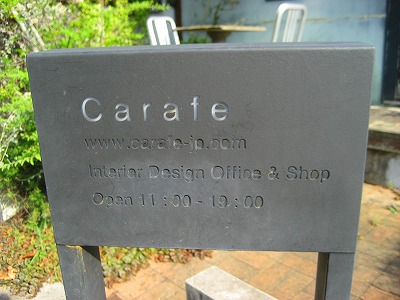 Carafe
www.carafe-jp.com
Interior Design Office & Shop
Open 11:00 - 19:00